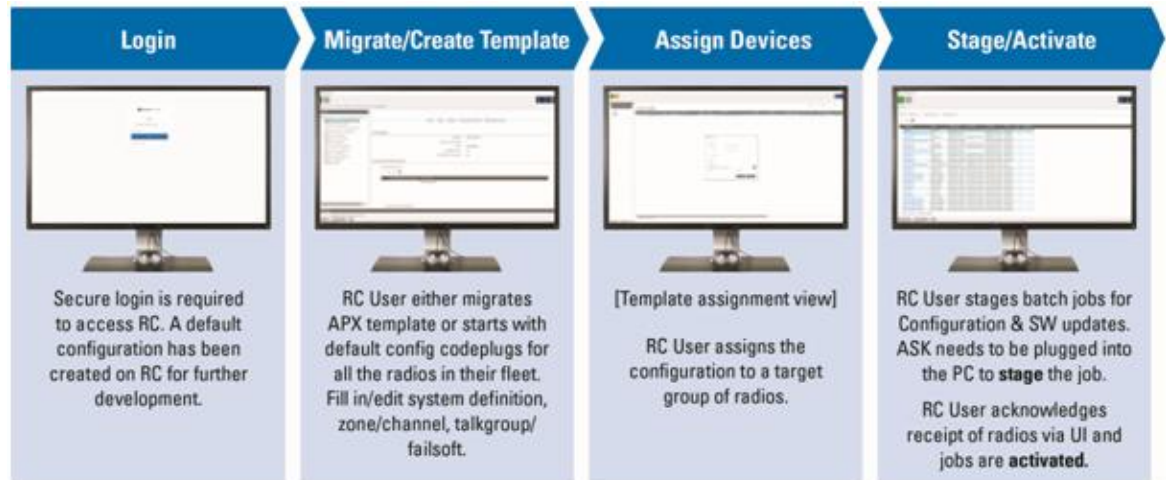 Login
Migrate/Create Template
Assign Devices
Stage/Activate
Secure login is required
to access RC. A default
configuration has been
created on RC for further
development.
RC User either migrates
APX template or starts with
default config codeplugs for
all the radios in their fleet.
Fill in/edit system definition,
zone/channel, talkgroup/
failsoft.
[Template assignment view]
RC User assigns the
configuration to a target
group of radios.
RC User stages batch jobs for
Configuration & SW updates.
ASK needs to be plugged into
the PC to stage the job.
RC User acknowledges
receipt of radios via UI and
jobs are activated.